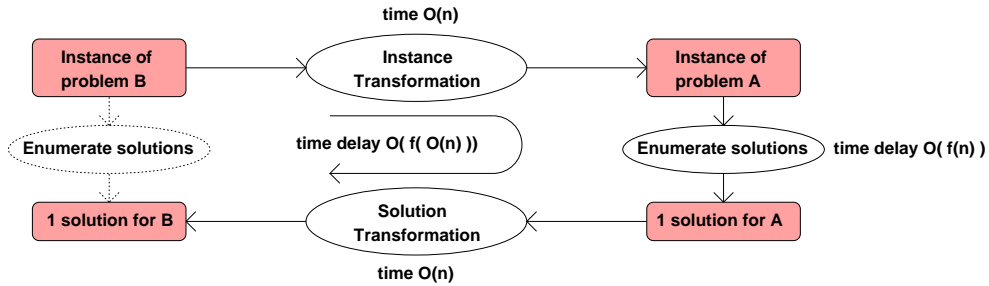 time O(n)
Instance of
problem B
Instance
Transformation
Instance of
problem A
Enumerate solutions
time delay O( f( O(n) ))
Enumerate solutions
time delay O( f(n) )
1 solution for B
Solution
Transformation
1 solution for A
time O(n)